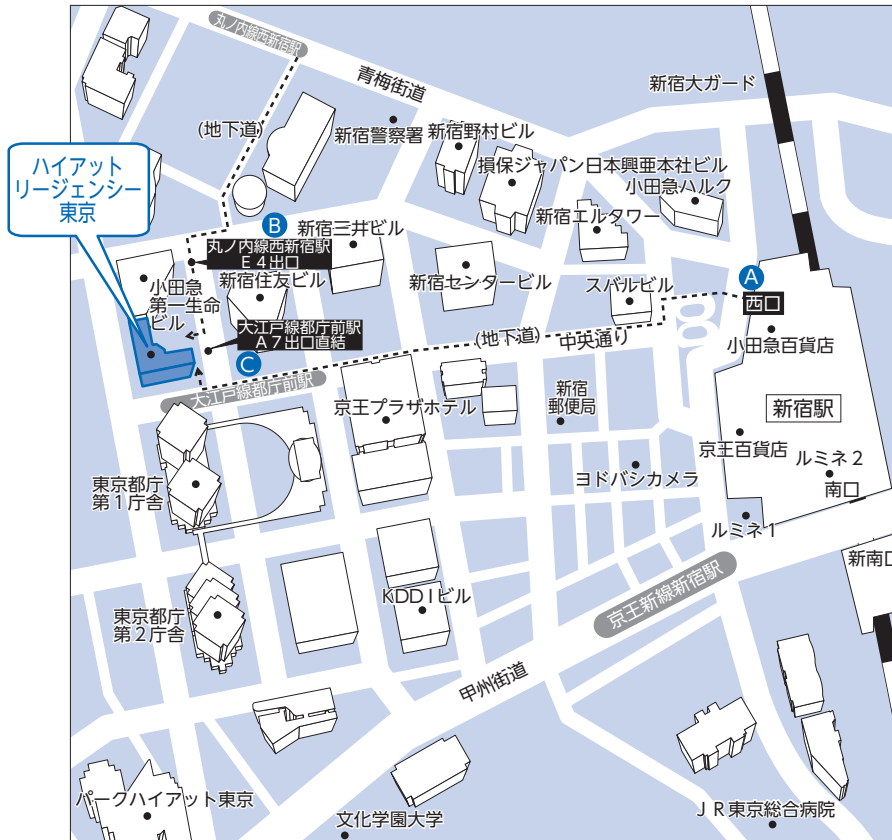 丸ノ内西新宿駅
青梅街道
新宿大ガード
(地下道)
新宿警察署
新宿野村ビル
ハイアット
リージェンシー
東京
損保ジャパン日本興亜本社ビル
小田急ハルク
新宿エルタワー
B
新宿三井ビル
丸ノ内線西新宿駅
E4出口
新宿住友ビル
新宿センタービル
スバルビル
A
西口
小田急
第一生命
ビル
大江戸線都庁前駅
A7出口直結
(地下道)
中央通り
小田急百貨店
C
大江戸線都庁前駅
京王プラザホテル
新宿
郵便局
新宿駅
京王百貨店
ルミネ2
南口
ヨドバシカメラ
東京都庁
第1庁舎
ルミネ1
新南口
京王新線新宿駅
KDDIビル
東京都庁
第2庁舎
甲州街道
パークハイアット東京
文化学園大学
JR東京総合病院